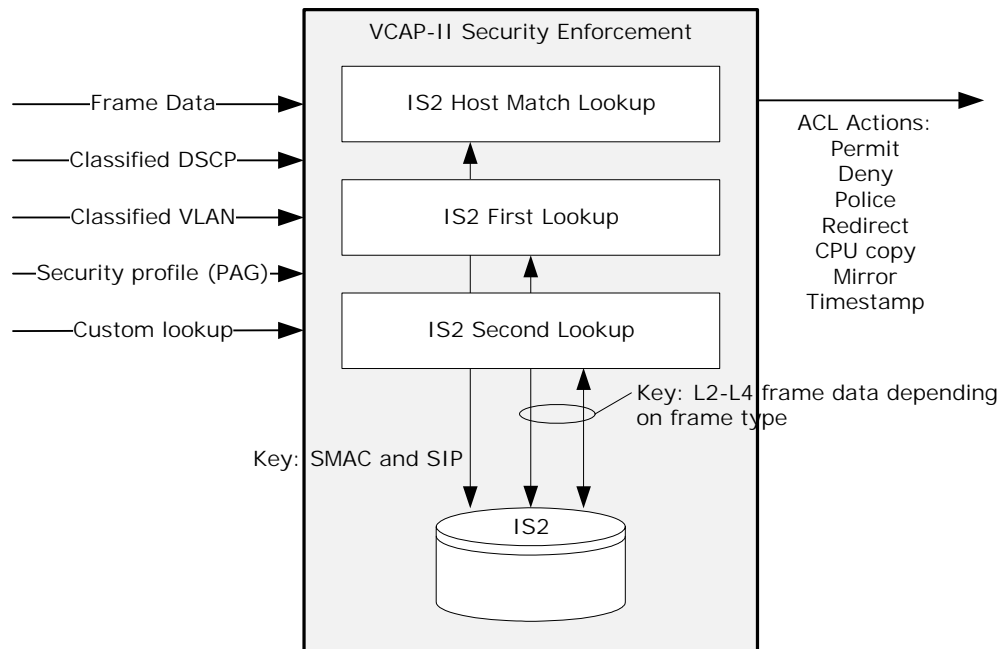 VCAP-II Security Enforcement
IS2 Host Match Lookup
Frame Data
ACL Actions:
Permit
Deny
Police
Redirect
CPU copy
Mirror
Timestamp
Classified DSCP
IS2 First Lookup
Classified VLAN
Security profile (PAG)
Custom lookup
IS2 Second Lookup
Key: L2-L4 frame data depending
on frame type
Key: SMAC and SIP
IS2